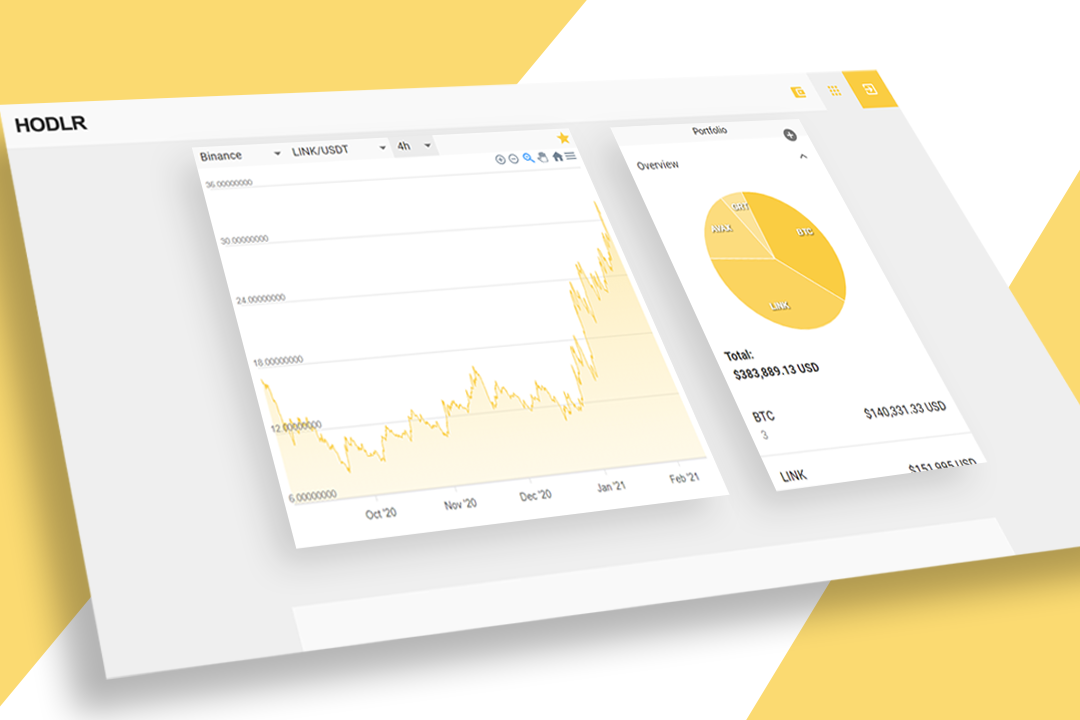 HODLR
Binance LINK/USDT 4h
36.00000000
30.00000000
24.00000000
18.00000000
12.00000000
6.00000000
Oct '20 Nov '20 Dec '20 Jan '21 Feb '21
Portfolio
Overview
GRT
AVAX
BTC
LINK
Total:
$383,889.13 USD
BTC $140,331.33 USD
3
LINK $151,995 USD